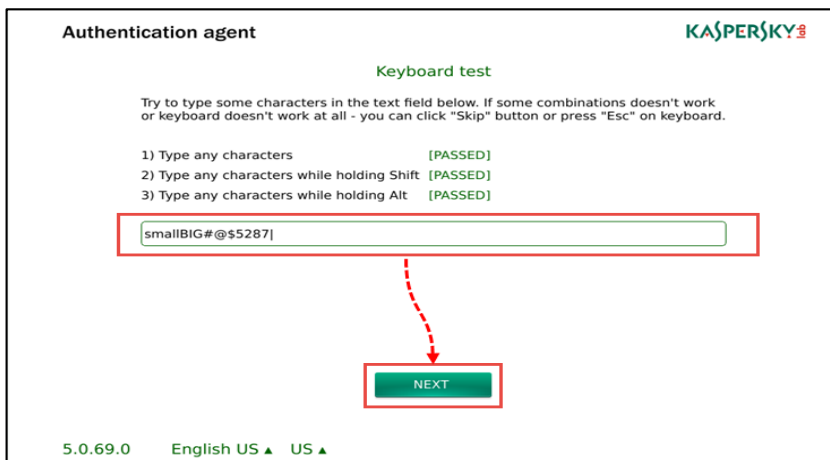 Authentication agent
KASPERSKY lab
Keyboard test
Try to type some characters in the text field below. If some combinations doesn't work
or keyboard doesn't work at all - you can click "Skip" button or press "Esc" on keyboard.
1) Type any characters [PASSED]
2) Type any characters while holding Shift [PASSED]
3) Type any characters while holding Alt [PASSED]
smallBIG#@$5287|
NEXT
5.0.69.0 English US ▲ US ▲